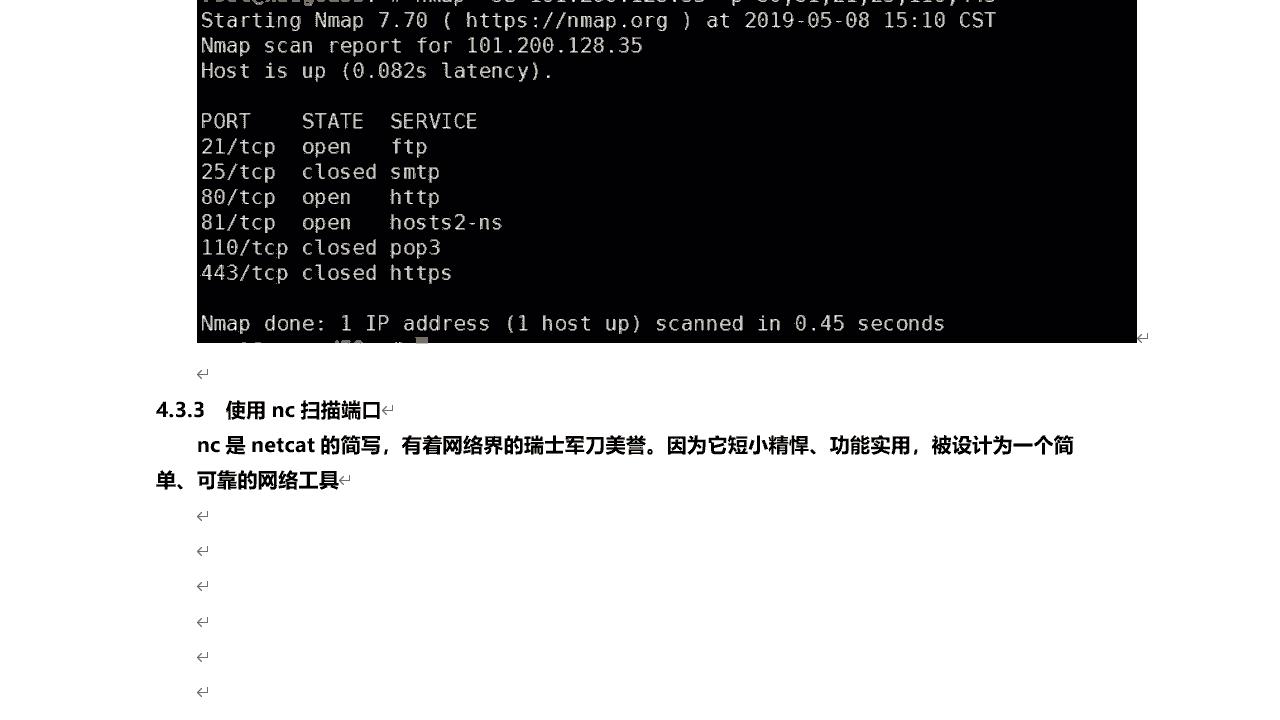 Starting Nmap 7.70 ( https://nmap.org ) at 2019-05-08 15:10 CST
Nmap scan report for 101.200.128.35
Host is up (0.082s latency).
PORT STATE SERVICE
21/tcp open ftp
25/tcp closed smtp
80/tcp open http
81/tcp open hosts2-ns
110/tcp closed pop3
443/tcp closed https
Nmap done: 1 IP address (1 host up) scanned in 0.45 seconds
4.3.3 使用 nc 扫描端口
nc 是 netcat 的简写，有着网络界的瑞士军刀美誉。因为它短小精悍、功能实用，被设计为一个简
单、可靠的网络工具